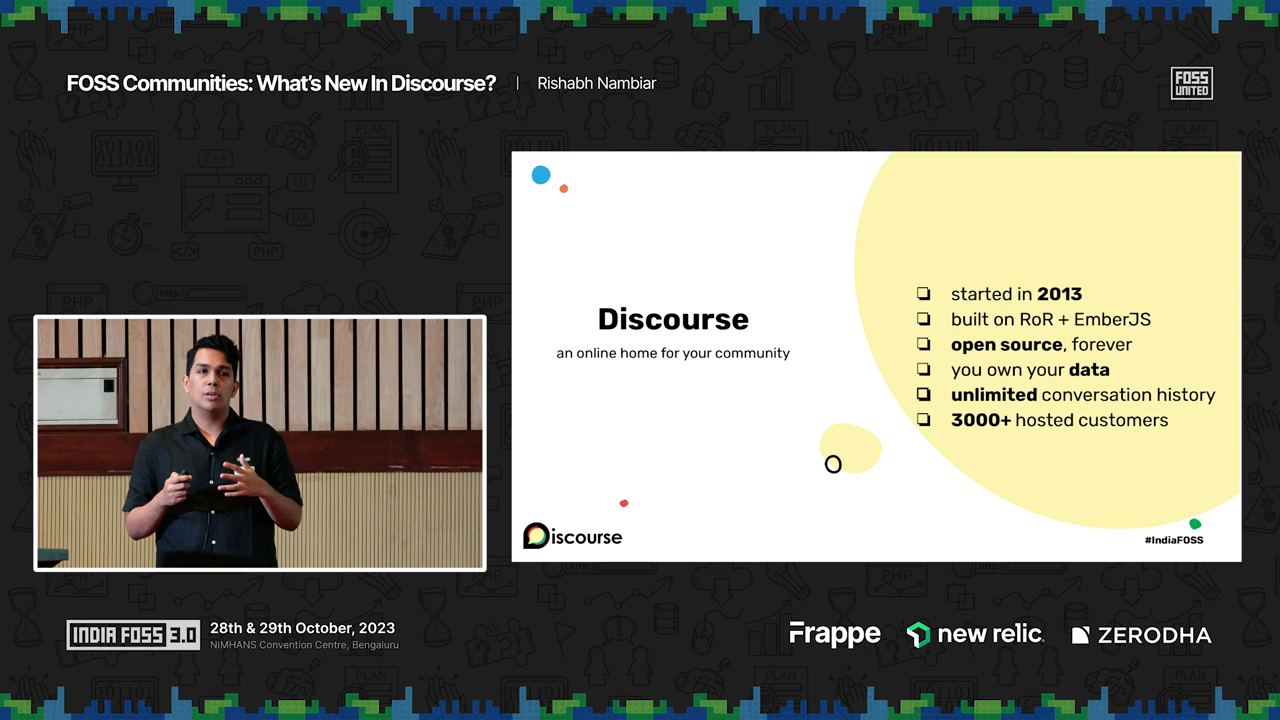 FOSS Communities: What's New In Discourse? | Rishabh Nambiar
FOSS
UNITED
Discourse
an online home for your community
❏ started in 2013
❏ built on RoR + EmberJS
❏ open source, forever
❏ you own your data
❏ unlimited conversation history
❏ 3000+ hosted customers
Discourse
#IndiaFOSS
INDIA FOSS 3.0
28th & 29th October, 2023
NIMHANS Convention Centre, Bengaluru
Frappe
new relic
ZERODHA